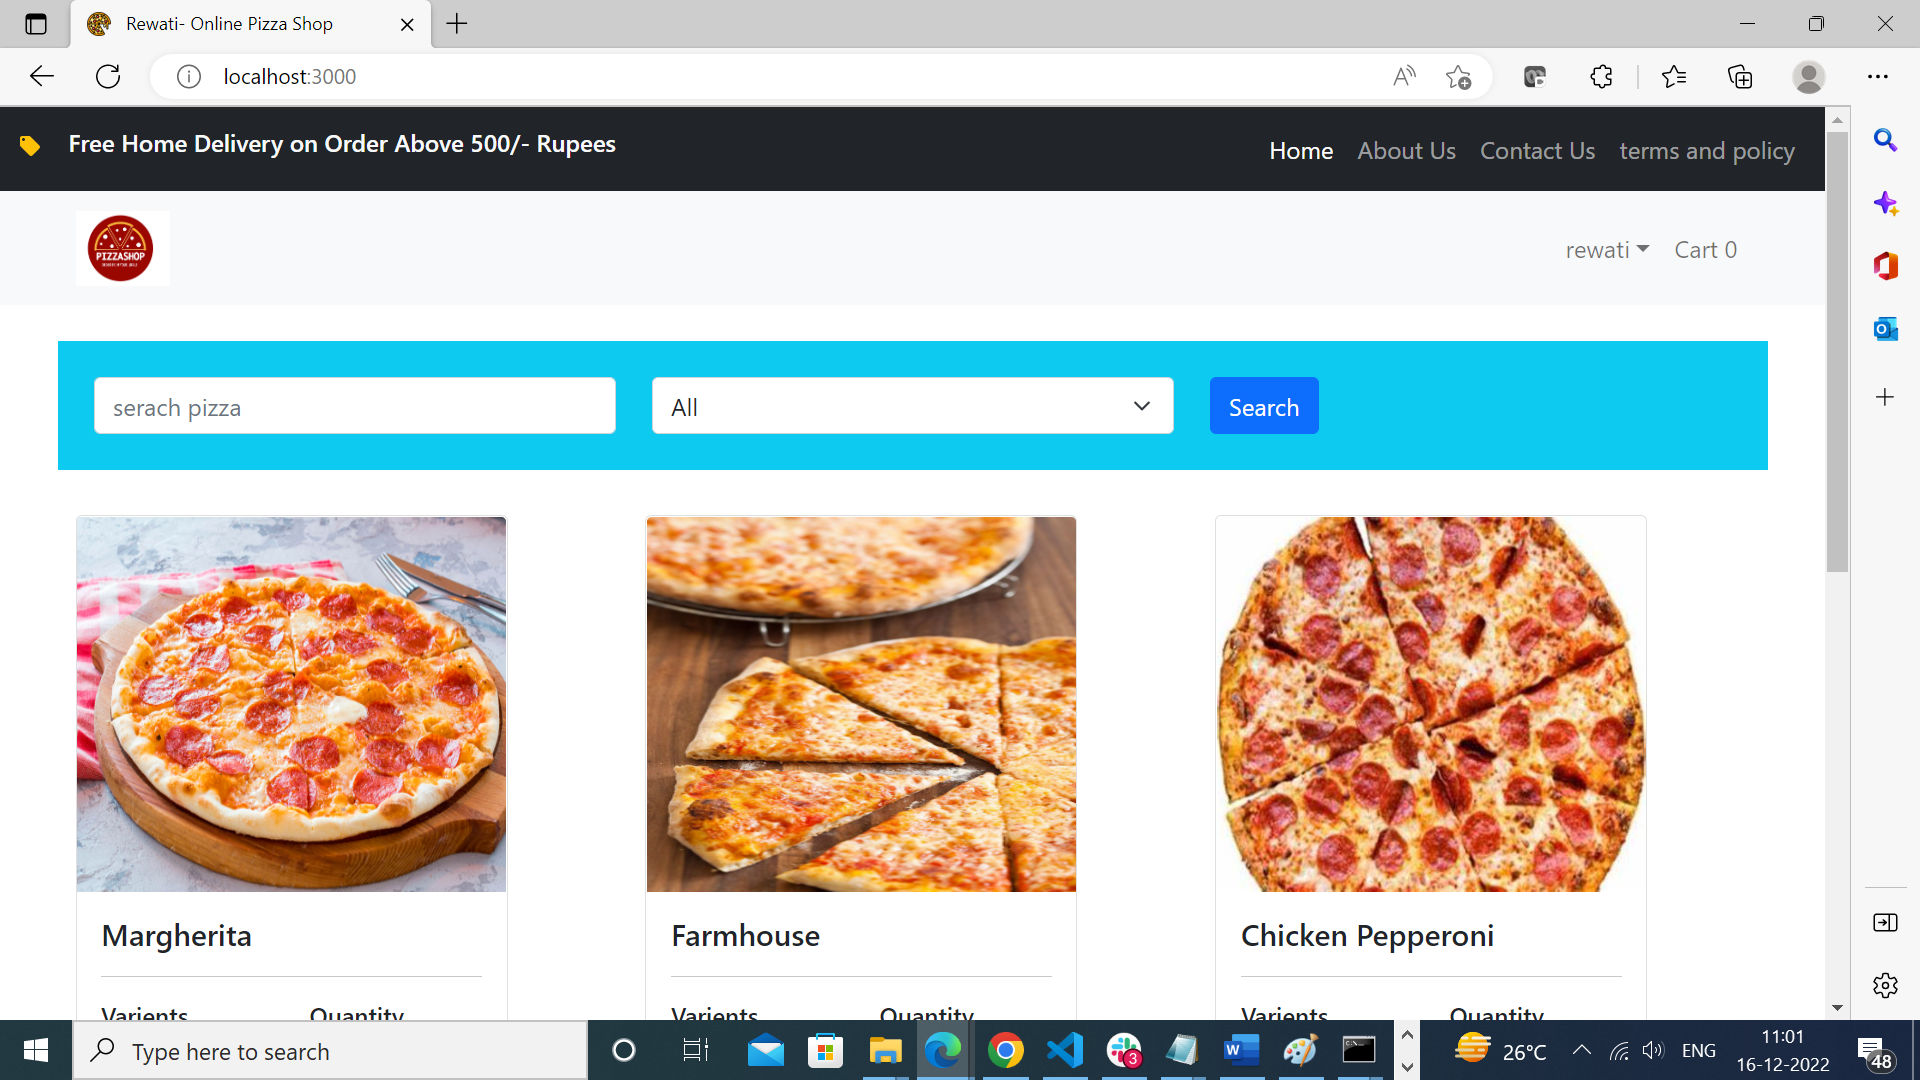 Rewati- Online Pizza Shop
localhost:3000
Free Home Delivery on Order Above 500/- Rupees
Home About Us Contact Us terms and policy
PIZZASHOP
rewati Cart 0
serach pizza
All
Search
Margherita
Farmhouse
Chicken Pepperoni
Varients Quantity
Varients Quantity
Varients Quantity
Type here to search
3
26°C
ENG
11:01
16-12-2022
48